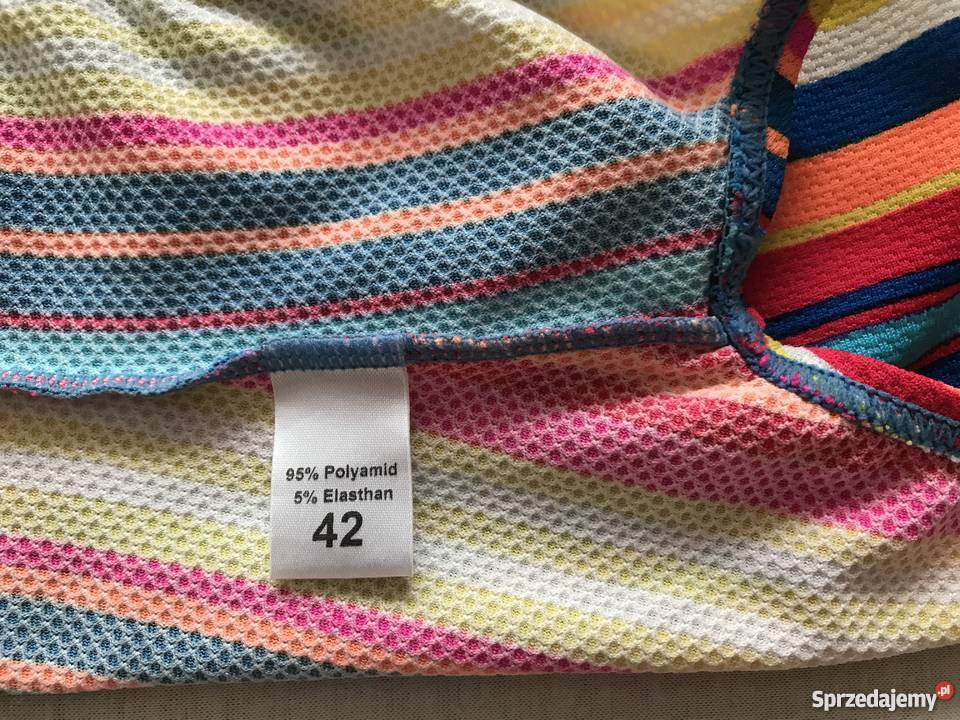 95% Polyamid
5% Elasthan
42
Sprzedajemy.pl